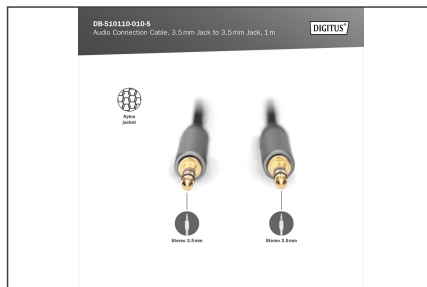 DB-510110-010-S
Audio Connection Cable, 3.5 mm Jack to 3.5 mm Jack, 1 m
DIGITUS®
Nylon
jacket
Stereo 3.5mm
Stereo 3.5mm